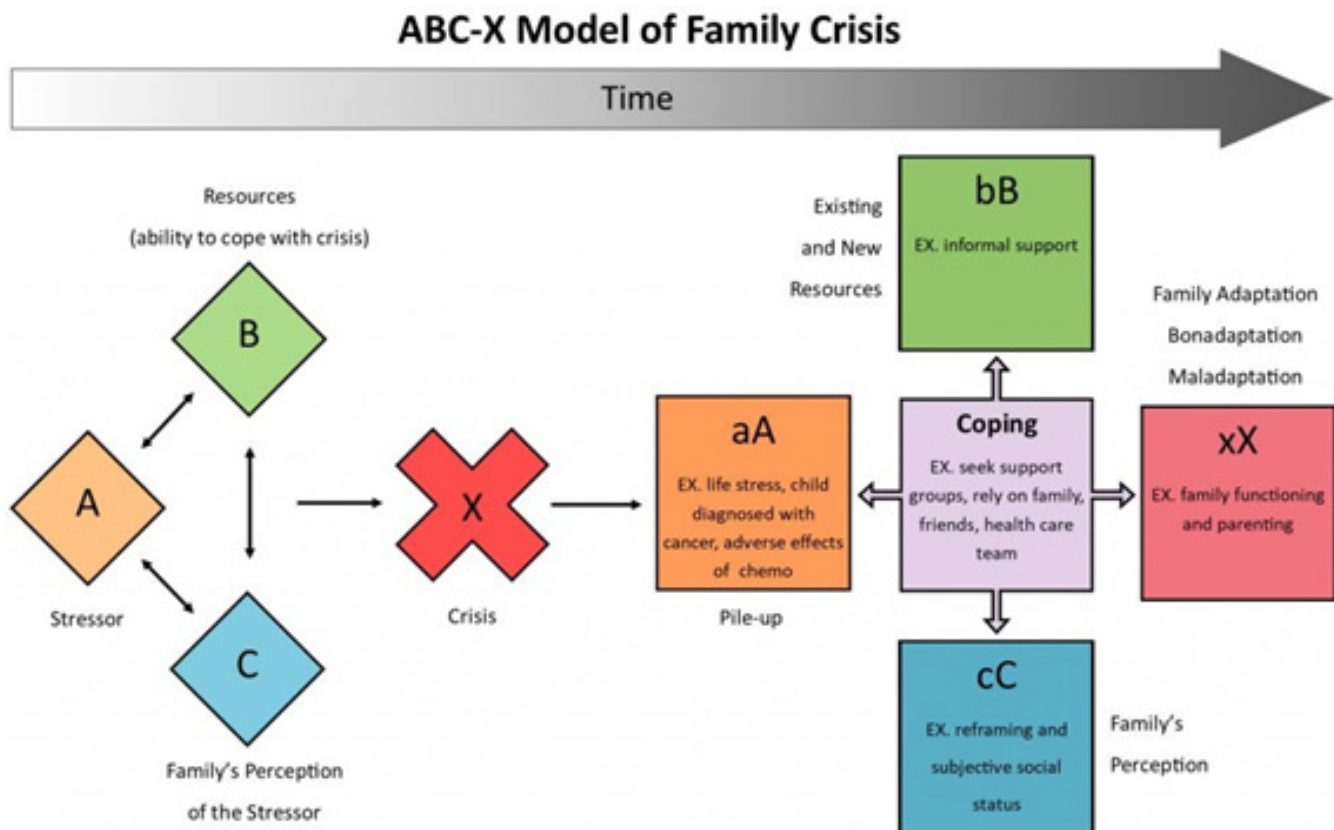 ABC-X Model of Family Crisis
Time
Resources
(ability to cope with crisis)
B
A
Stressor
C
Family's Perception
of the Stressor
X
Crisis
aA
EX. life stress, child
diagnosed with
cancer, adverse effects
of chemo
Pile-up
Existing
and New
Resources
bB
EX. informal support
Coping
EX. seek support
groups, rely on family,
friends, health care
team
cC
EX. reframing and
subjective social
status
Family's
Perception
Family Adaptation
Bonadaptation
Maladaptation
xX
EX. family functioning
and parenting